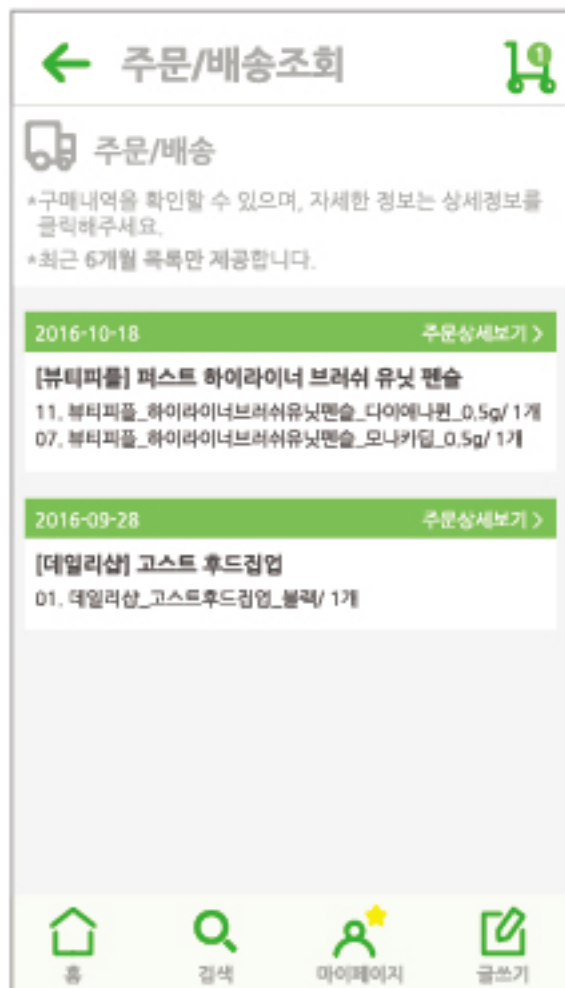 주문/배송조회
1
주문/배송
*구매내역을 확인할 수 있으며, 자세한 정보는 상세정보를
클릭해주세요.
*최근 6개월 목록만 제공합니다.
2016-10-18 주문상세보기 >
[뷰티피플] 퍼스트 하이라이너 브러쉬 유닛 펜슬
11. 뷰티피플_하이라이너브러쉬유닛펜슬_다이애나퀸_0.5g/ 1개
07. 뷰티피플_하이라이너브러쉬유닛펜슬_모나카딥_0.5g/ 1개
2016-09-28 주문상세보기 >
[데일리샵] 고스트 후드집업
01. 데일리샵_고스트후드집업_블랙/ 1개
홈 검색 마이페이지 글쓰기